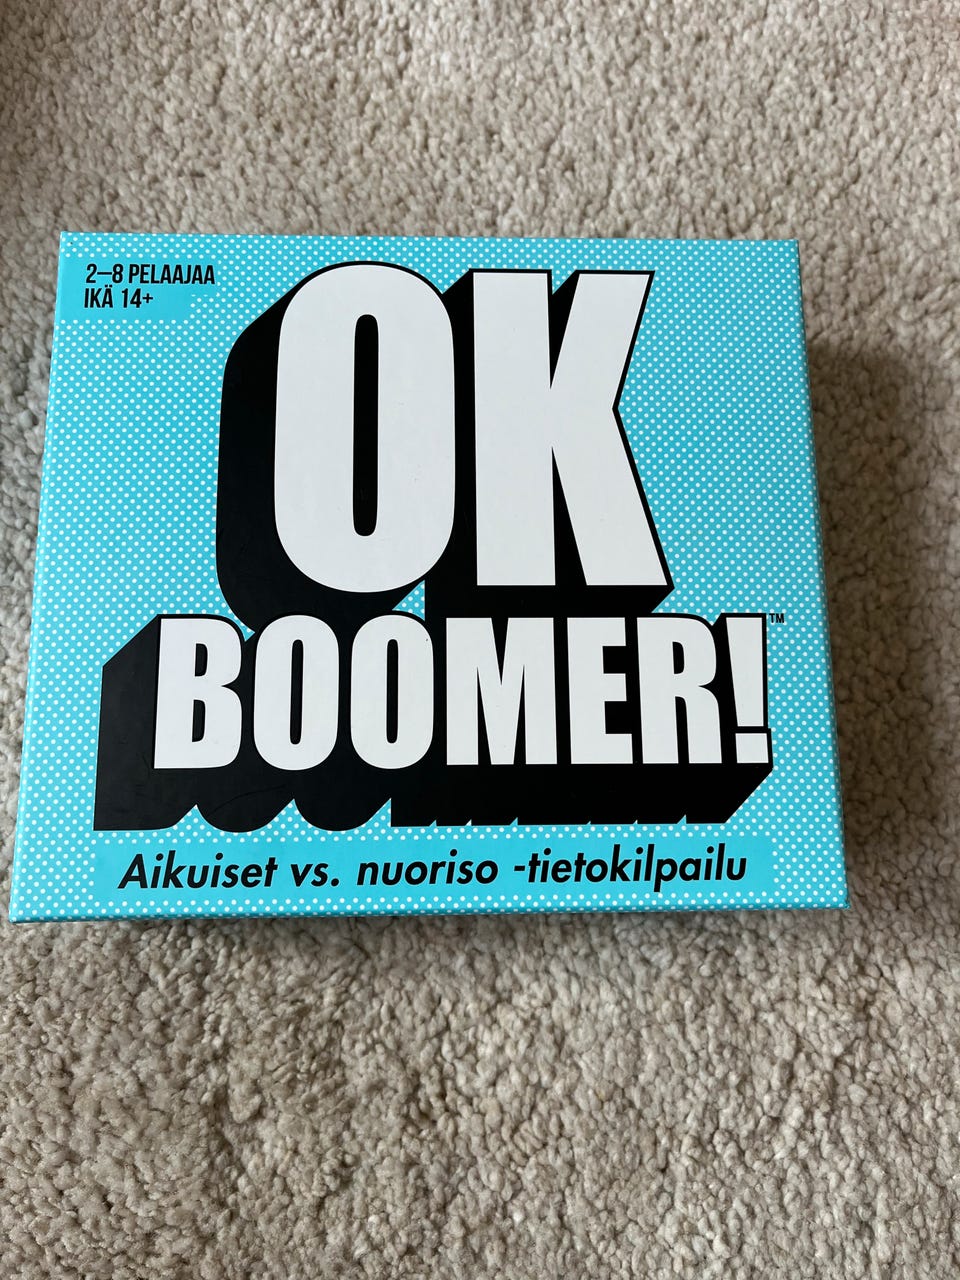 2–8 PELAAJAA
IKÄ 14+
OK
BOOMER!™
Aikuiset vs. nuoriso -tietokilpailu